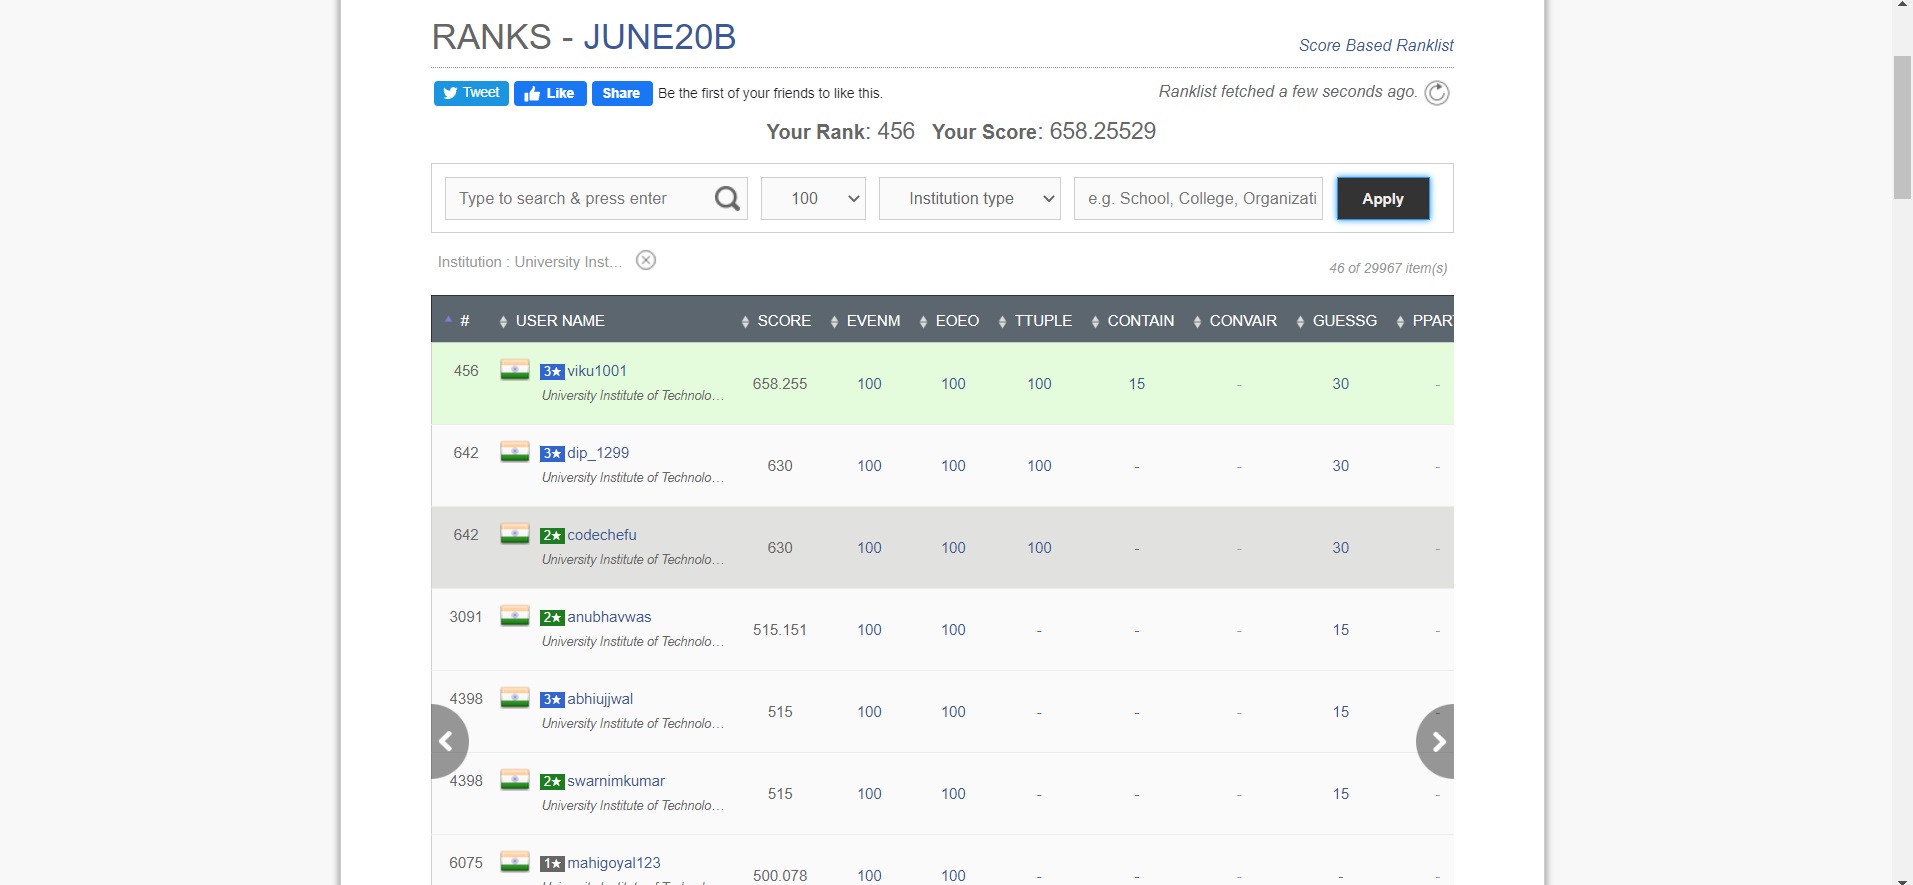 RANKS - JUNE20B
Score Based Ranklist
Tweet Like Share Be the first of your friends to like this.
Ranklist fetched a few seconds ago.
Your Rank: 456 Your Score: 658.25529
Type to search & press enter 100 Institution type e.g. School, College, Organizati Apply
Institution : University Inst...
46 of 29967 item(s)
# USER NAME SCORE EVENM EOEO TTUPLE CONTAIN CONVAIR GUESSG PPAR
456 3★ viku1001
University Institute of Technolo...
658.255 100 100 100 15 - 30 -
642 3★ dip_1299
University Institute of Technolo...
630 100 100 100 - - 30 -
642 2★ codechefu
University Institute of Technolo...
630 100 100 100 - - 30 -
3091 2★ anubhavwas
University Institute of Technolo...
515.151 100 100 - - - 15 -
4398 3★ abhiujjwal
University Institute of Technolo...
515 100 100 - - - 15 -
4398 2★ swarnimkumar
University Institute of Technolo...
515 100 100 - - - 15 -
6075 1★ mahigoyal123
500.078 100 100 - - - - -